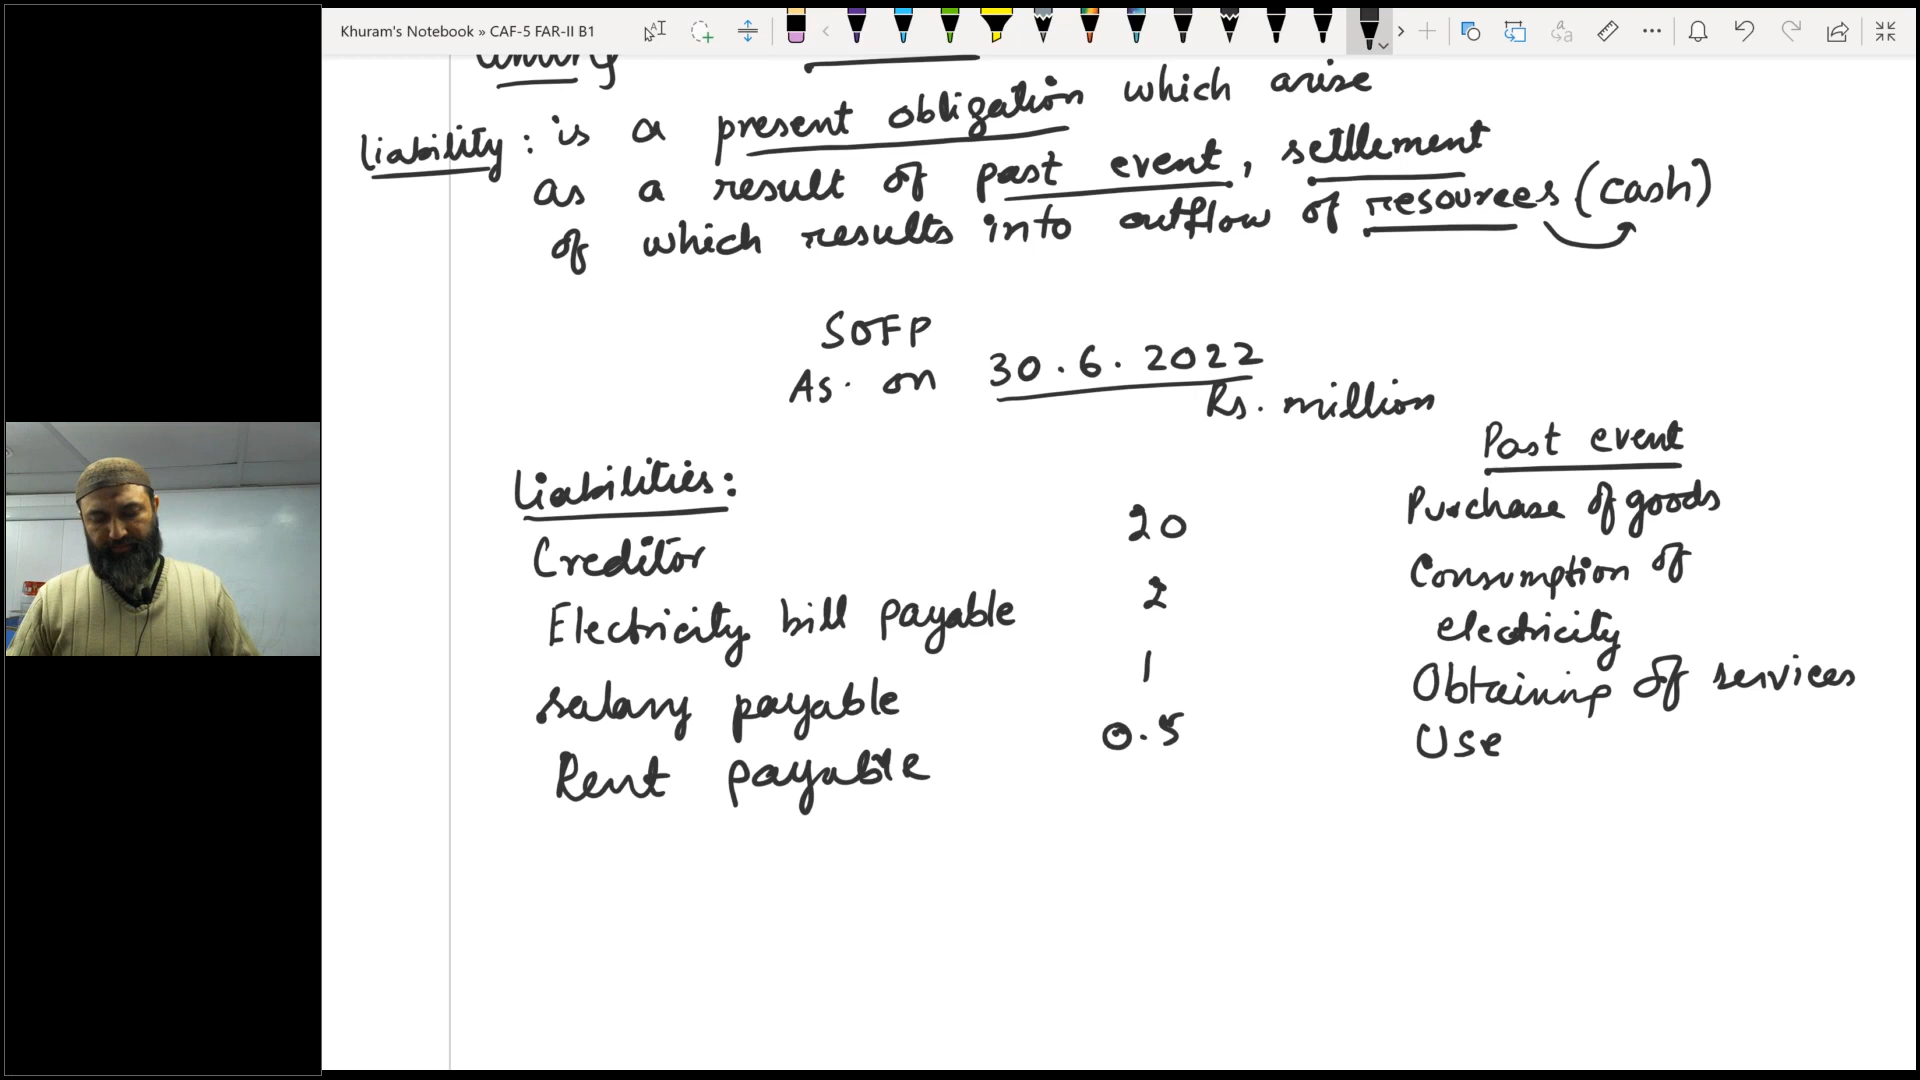 Khuram's Notebook » CAF-5 FAR-II B1
liability : is a present obligation which arise
as a result of past event, settlement
of which results into outflow of resources (cash)
SOFP
As. on 30.6.2022
Rs. million
Past event
Liabilities:
Creditor 20 Purchase of goods
Electricity bill payable 2 Consumption of
electricity
Salary payable 1 Obtaining of services
Rent payable 0.5 Use